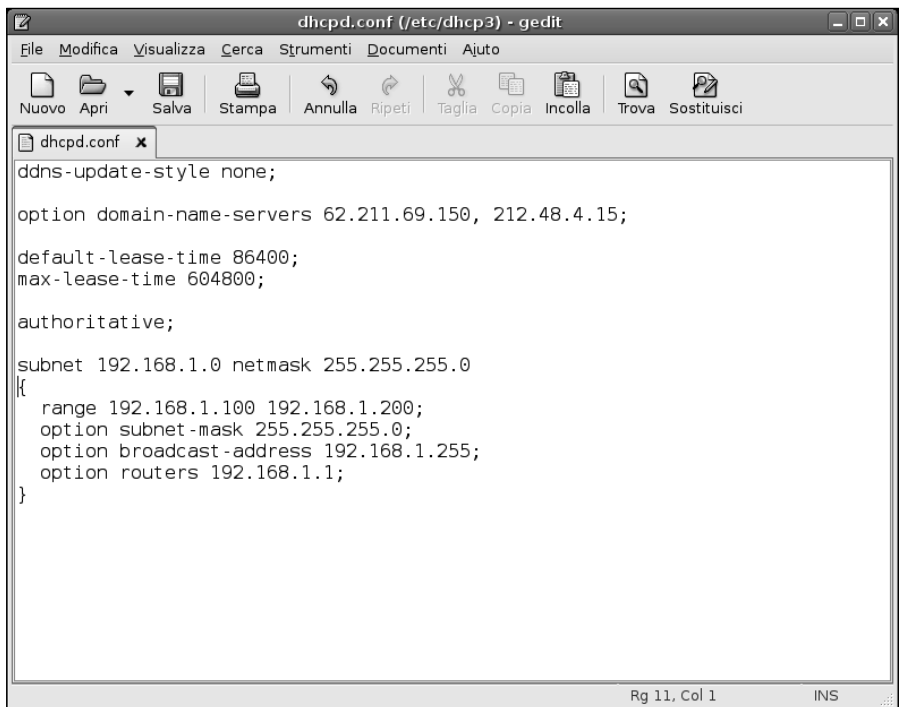 dhcpd.conf (/etc/dhcp3) - gedit
File Modifica Visualizza Cerca Strumenti Documenti Aiuto
Nuovo Apri Salva Stampa Annulla Ripeti Taglia Copia Incolla Trova Sostituisci
dhcpd.conf
ddns-update-style none;
option domain-name-servers 62.211.69.150, 212.48.4.15;
default-lease-time 86400;
max-lease-time 604800;
authoritative;
subnet 192.168.1.0 netmask 255.255.255.0
{
range 192.168.1.100 192.168.1.200;
option subnet-mask 255.255.255.0;
option broadcast-address 192.168.1.255;
option routers 192.168.1.1;
}
Rg 11, Col 1 INS